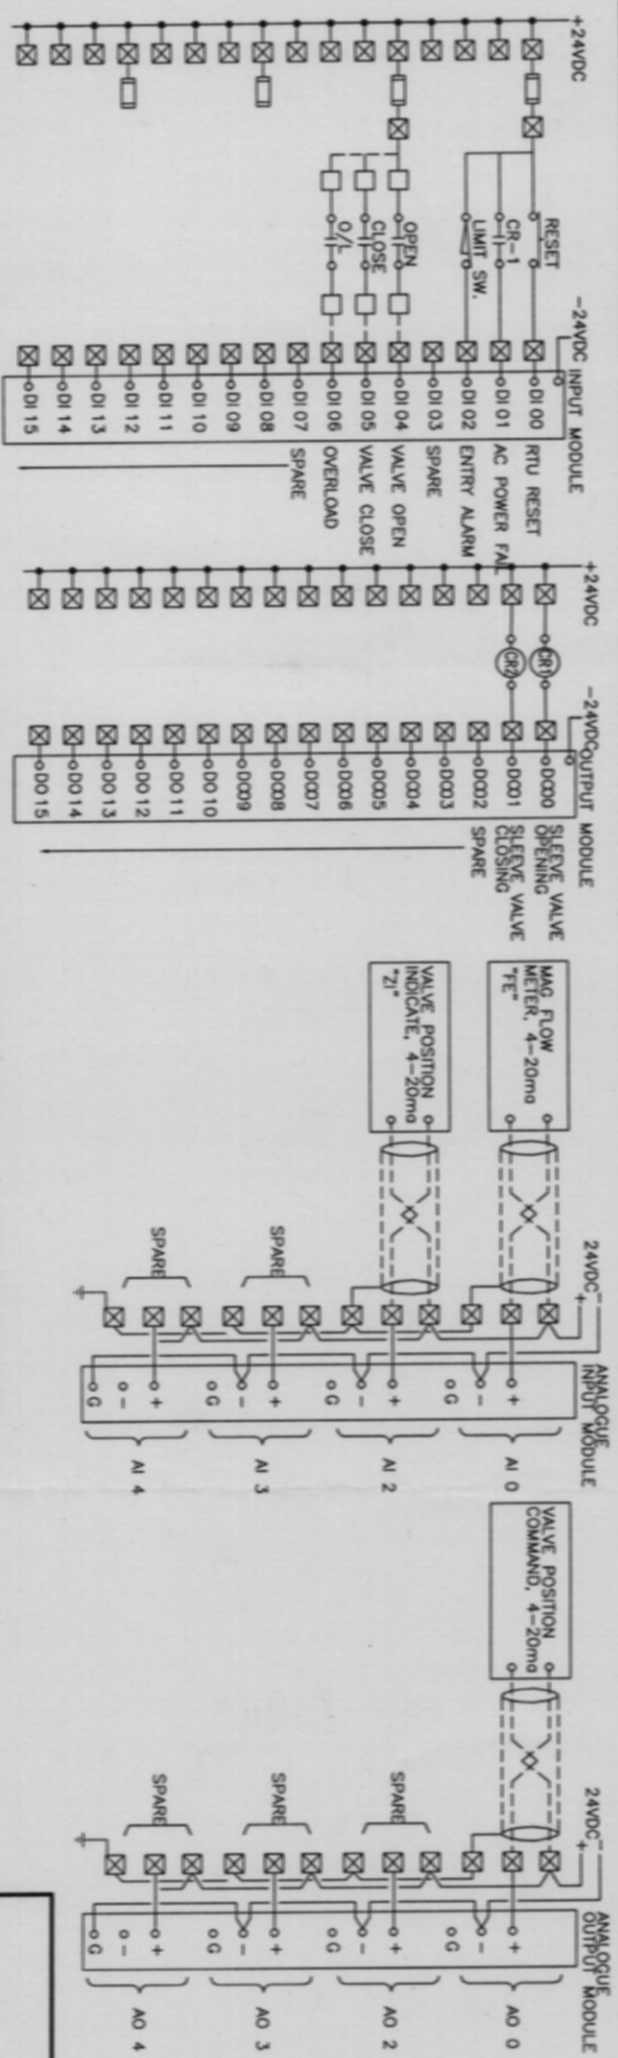 +24VDC
RESET
CR-1
LIMIT SW.
OPEN
CLOSE
O/L
-24VDC
INPUT MODULE
DI 00 RTU RESET
DI 01 AC POWER FAIL
DI 02 ENTRY ALARM
DI 03 SPARE
DI 04 VALVE OPEN
DI 05 VALVE CLOSE
DI 06 OVERLOAD
DI 07 SPARE
DI 08
DI 09
DI 10
DI 11
DI 12
DI 13
DI 14
DI 15
+24VDC
CR1
CR2
-24VDC
OUTPUT MODULE
DO00 SLEEVE VALVE
OPENING
DO01 SLEEVE VALVE
CLOSING
DO02 SPARE
DO03
DO04
DO05
DO06
DO07
DO08
DO09
DO10
DO11
DO12
DO13
DO14
DO15
MAG FLOW
METER, 4-20ma
"FE"
VALVE POSITION
INDICATE, 4-20ma
"ZI"
24VDC - +
ANALOGUE
INPUT MODULE
+
-
G
AI 0
+
-
G
AI 2
SPARE
+
-
G
AI 3
SPARE
+
-
G
AI 4
VALVE POSITION
COMMAND, 4-20ma
24VDC - +
ANALOGUE
OUTPUT MODULE
+
-
G
AO 0
SPARE
+
-
G
AO 2
SPARE
+
-
G
AO 3
SPARE
+
-
G
AO 4